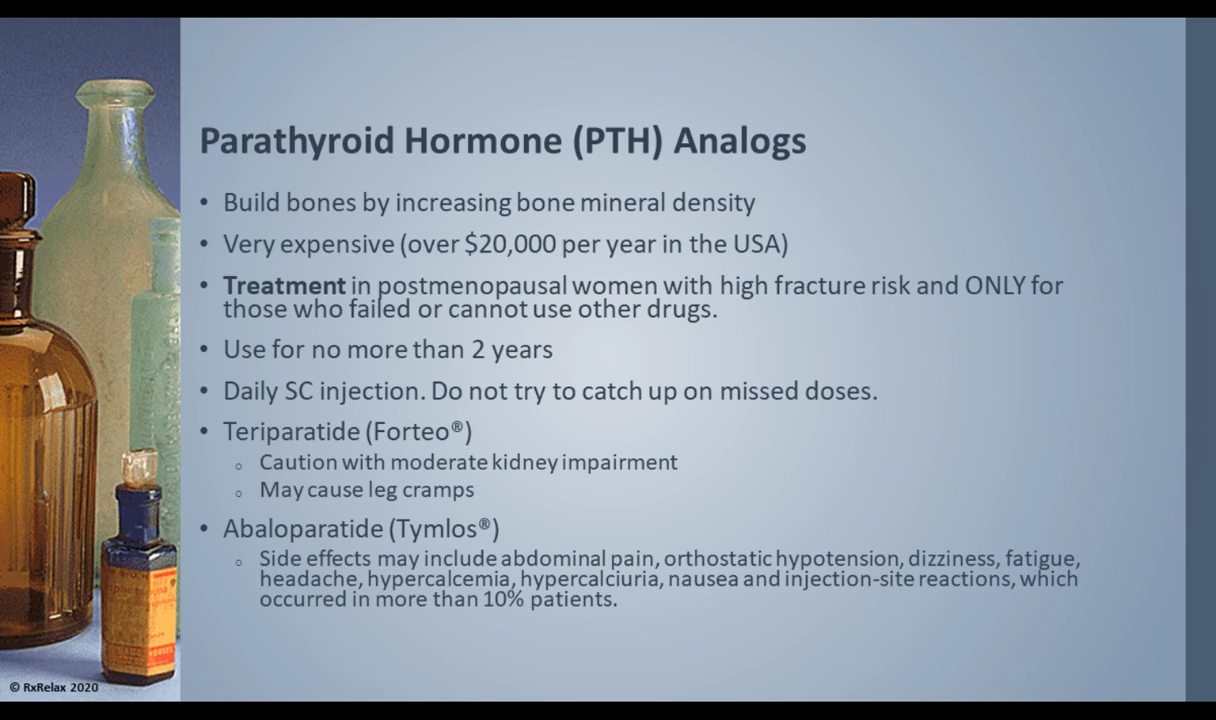 Parathyroid Hormone (PTH) Analogs
• Build bones by increasing bone mineral density
• Very expensive (over $20,000 per year in the USA)
• Treatment in postmenopausal women with high fracture risk and ONLY for
those who failed or cannot use other drugs.
• Use for no more than 2 years
• Daily SC injection. Do not try to catch up on missed doses.
• Teriparatide (Forteo®)
○ Caution with moderate kidney impairment
○ May cause leg cramps
• Abaloparatide (Tymlos®)
○ Side effects may include abdominal pain, orthostatic hypotension, dizziness, fatigue,
headache, hypercalcemia, hypercalciuria, nausea and injection-site reactions, which
occurred in more than 10% patients.
© RxRelax 2020